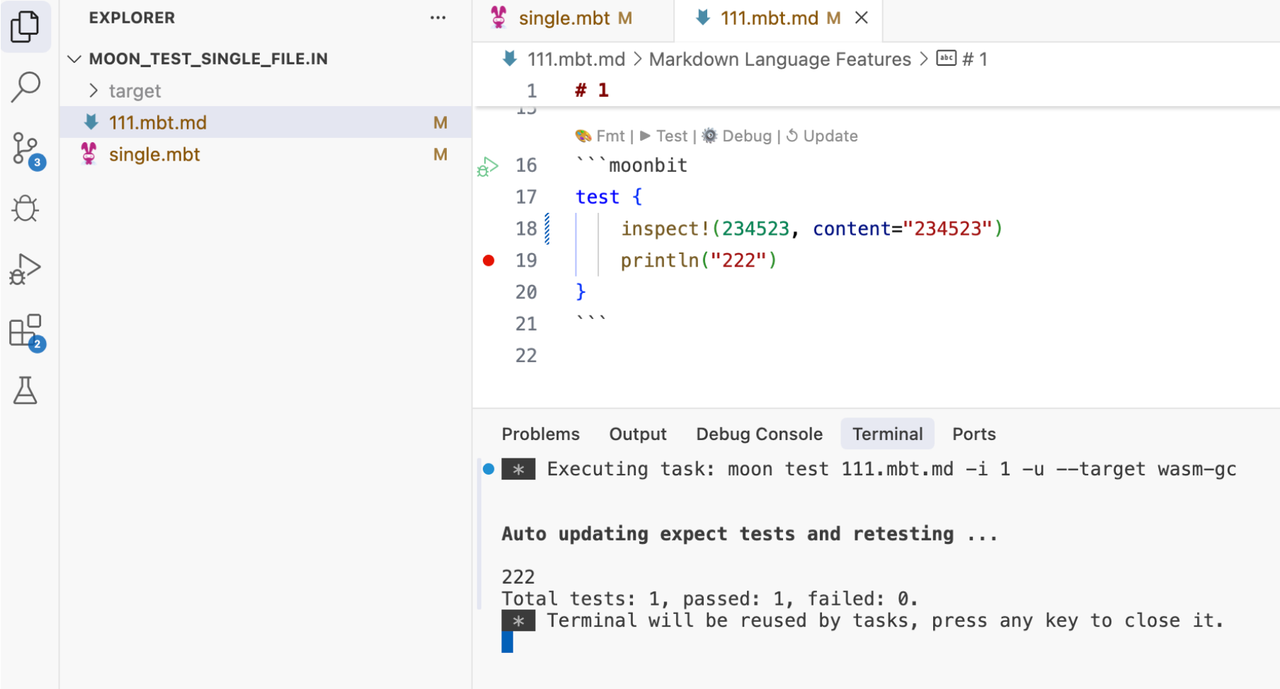 EXPLORER ···
MOON_TEST_SINGLE_FILE.IN
target
111.mbt.md M
single.mbt M
3
2
single.mbt M 111.mbt.md M
111.mbt.md > Markdown Language Features > abc # 1
1 # 1
15
Fmt | Test | Debug | Update
16 ```moonbit
17 test {
18 inspect!(234523, content="234523")
19 println("222")
20 }
21 ```
22
Problems Output Debug Console Terminal Ports
* Executing task: moon test 111.mbt.md -i 1 -u --target wasm-gc
Auto updating expect tests and retesting ...
222
Total tests: 1, passed: 1, failed: 0.
* Terminal will be reused by tasks, press any key to close it.